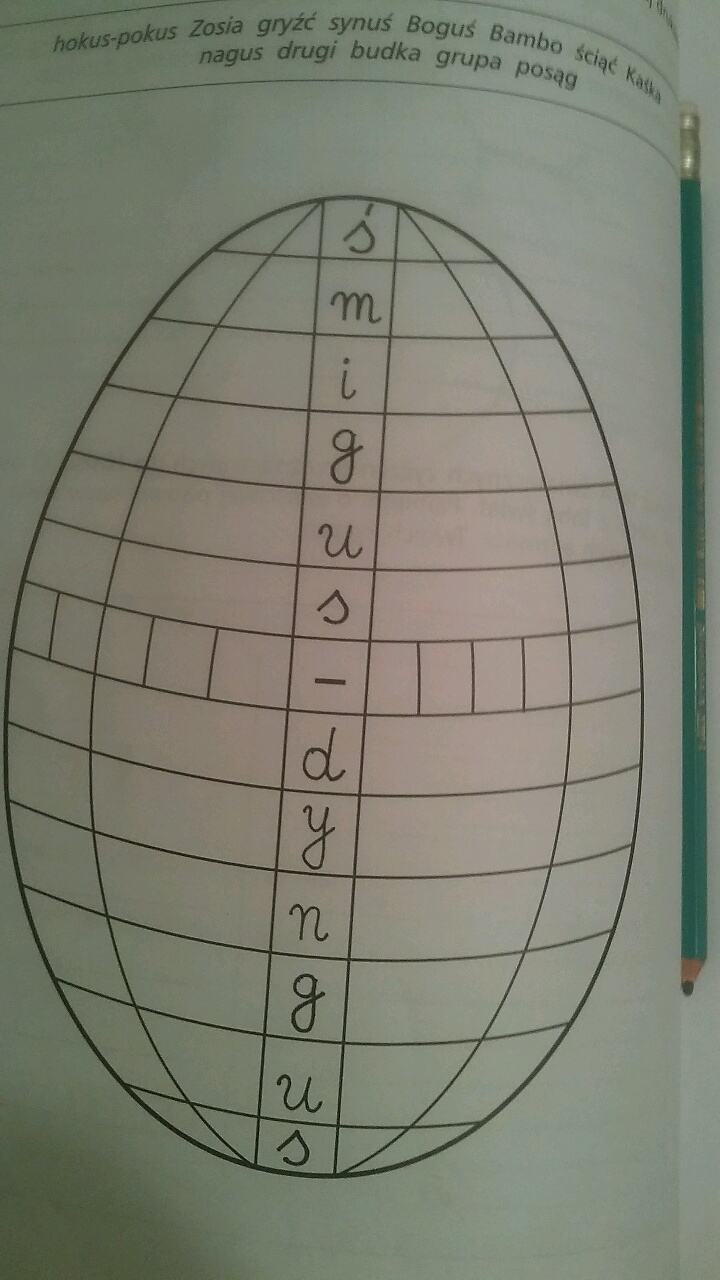 hokus-pokus Zosia gryźć synuś Boguś Bambo ściąć Kaśka
nagus drugi budka grupa posąg
ś
m
i
g
u
s
–
d
y
n
g
u
s